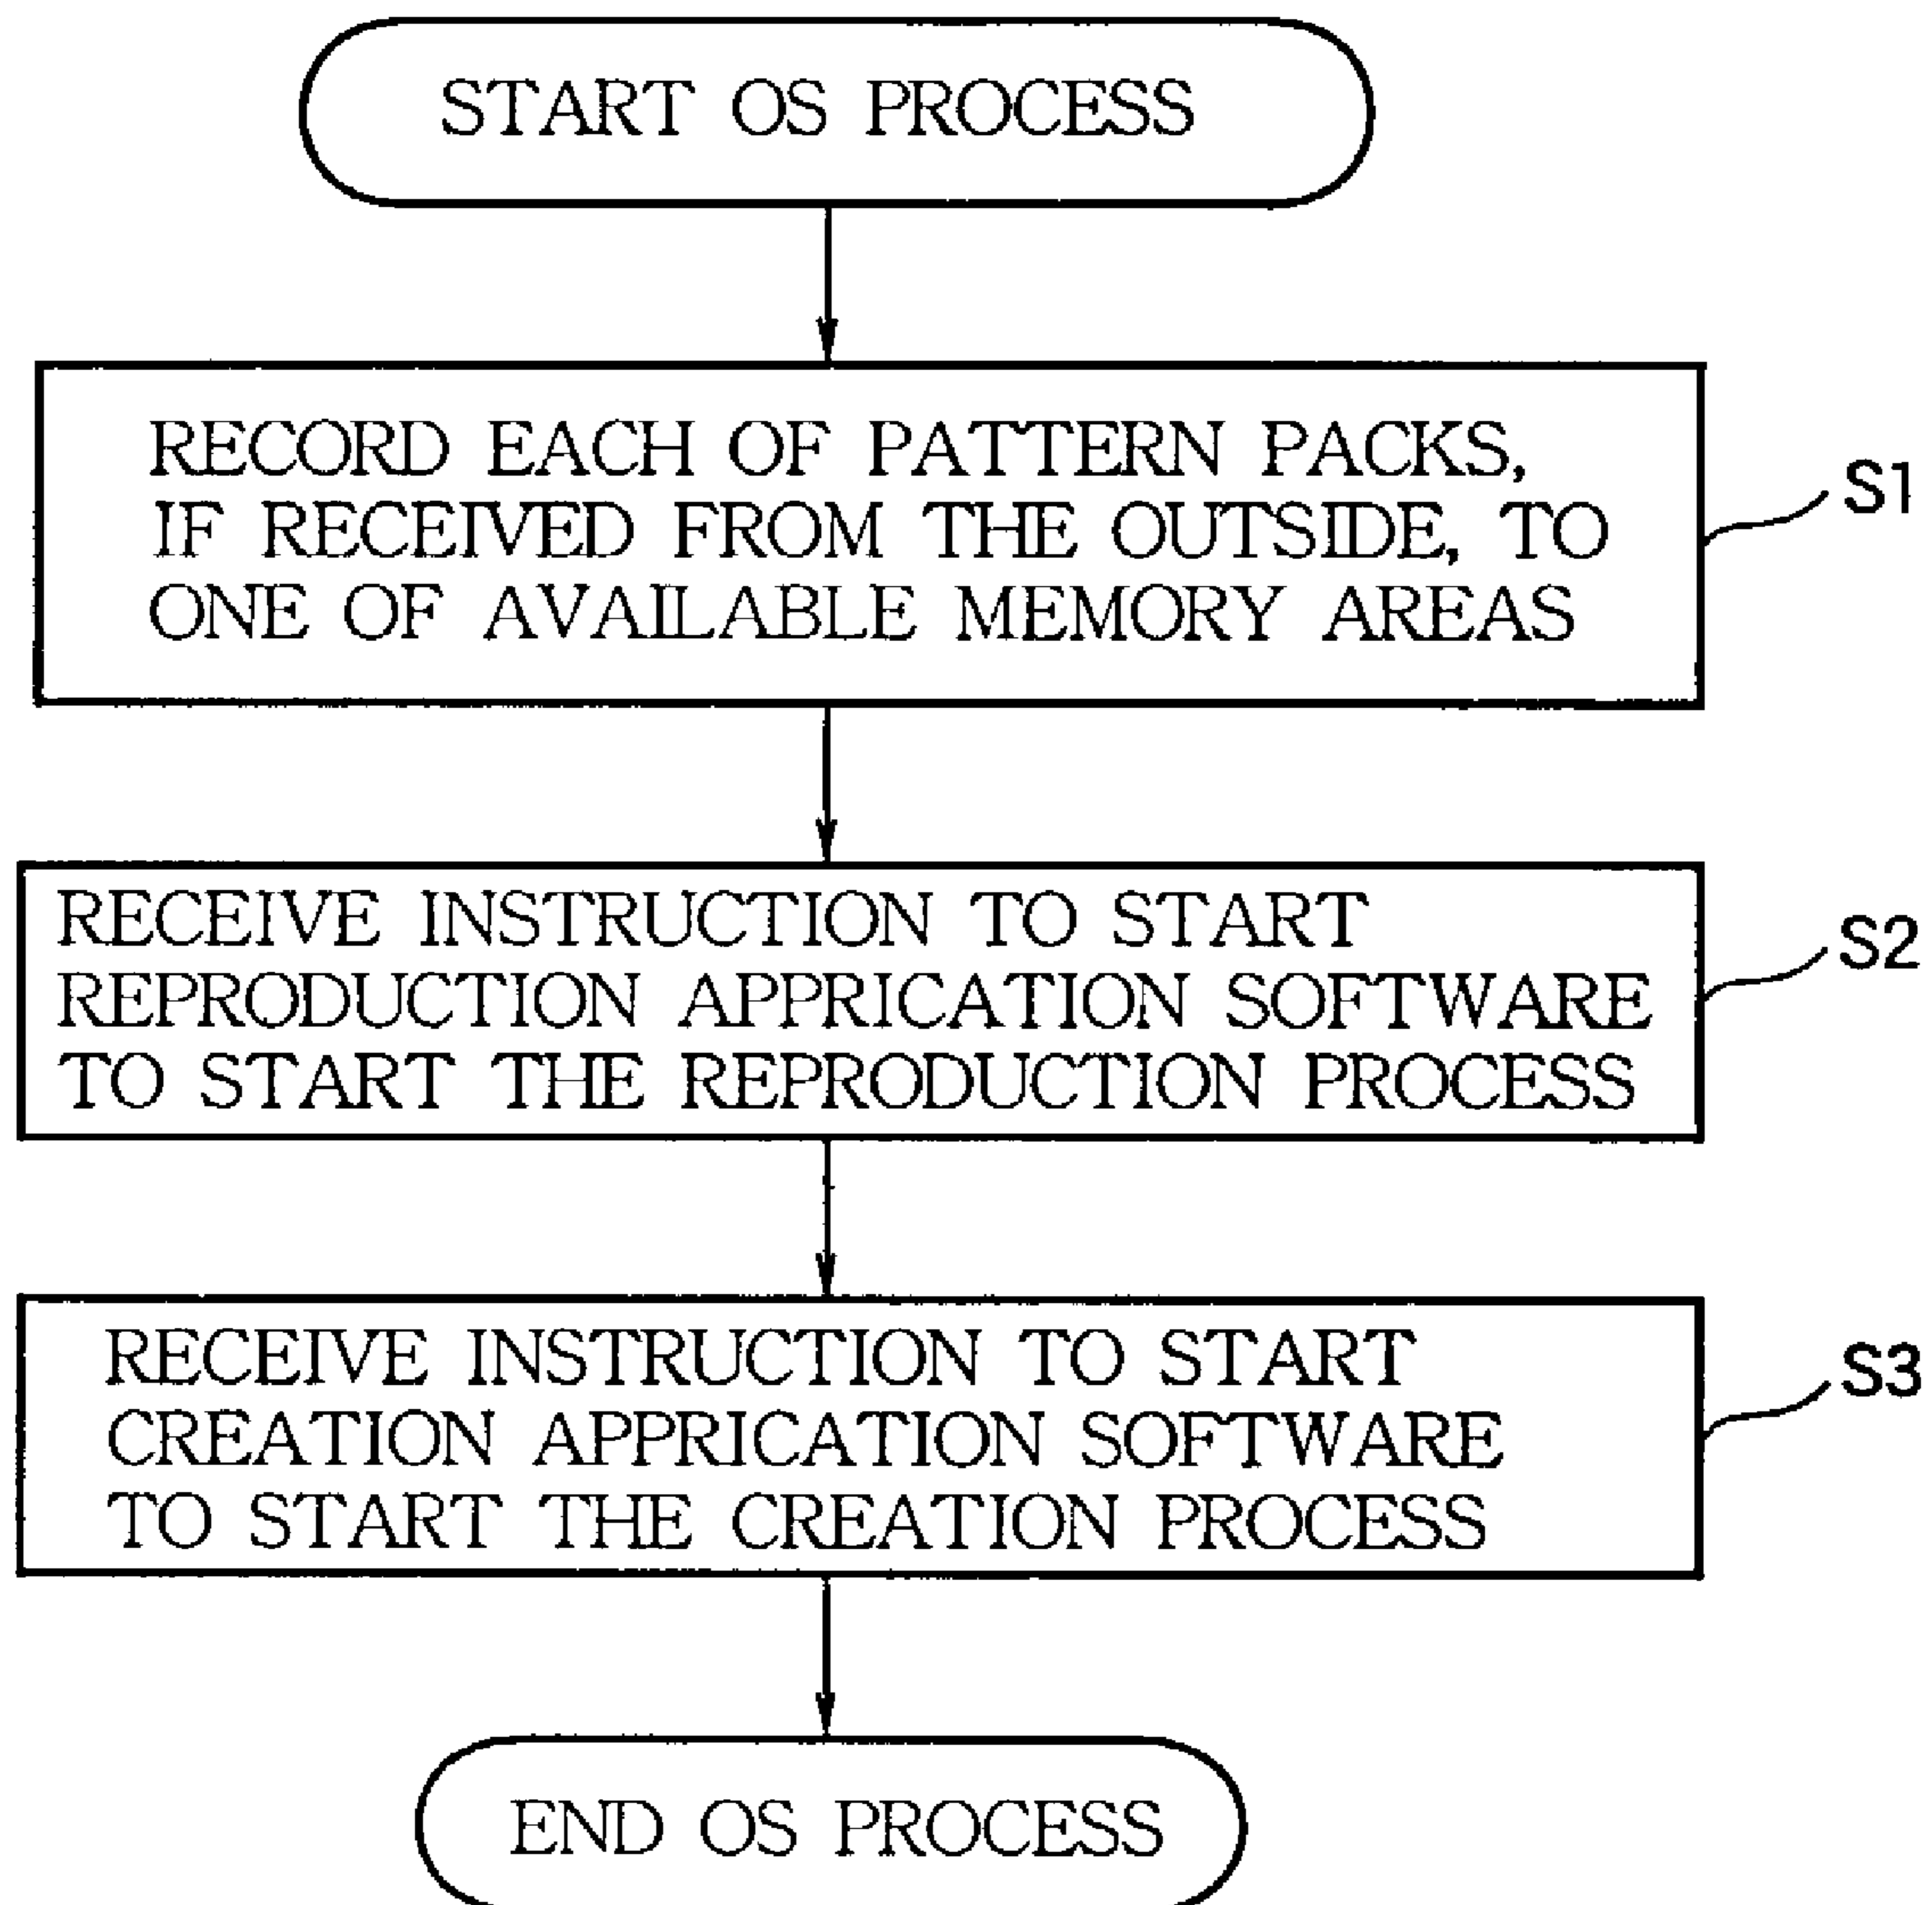 START OS PROCESS
RECORD EACH OF PATTERN PACKS,
IF RECEIVED FROM THE OUTSIDE, TO
ONE OF AVAILABLE MEMORY AREAS
S1
RECEIVE INSTRUCTION TO START
REPRODUCTION APPRICATION SOFTWARE
TO START THE REPRODUCTION PROCESS
S2
RECEIVE INSTRUCTION TO START
CREATION APPRICATION SOFTWARE
TO START THE CREATION PROCESS
S3
END OS PROCESS